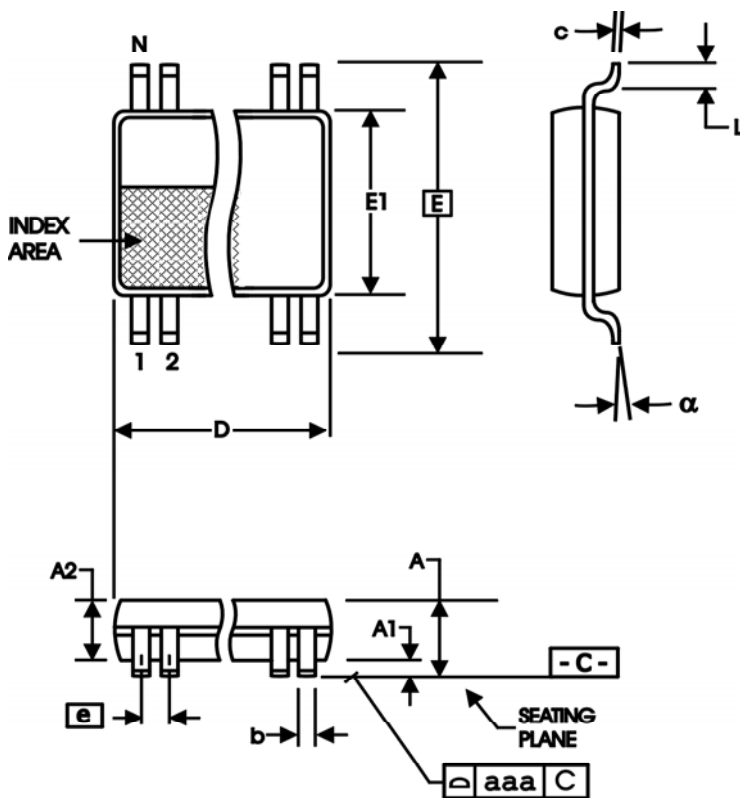 N
c
L
E1
E
INDEX
AREA
1 2
α
D
A2
A
A1
- C -
e
b
SEATING
PLANE
aaa C